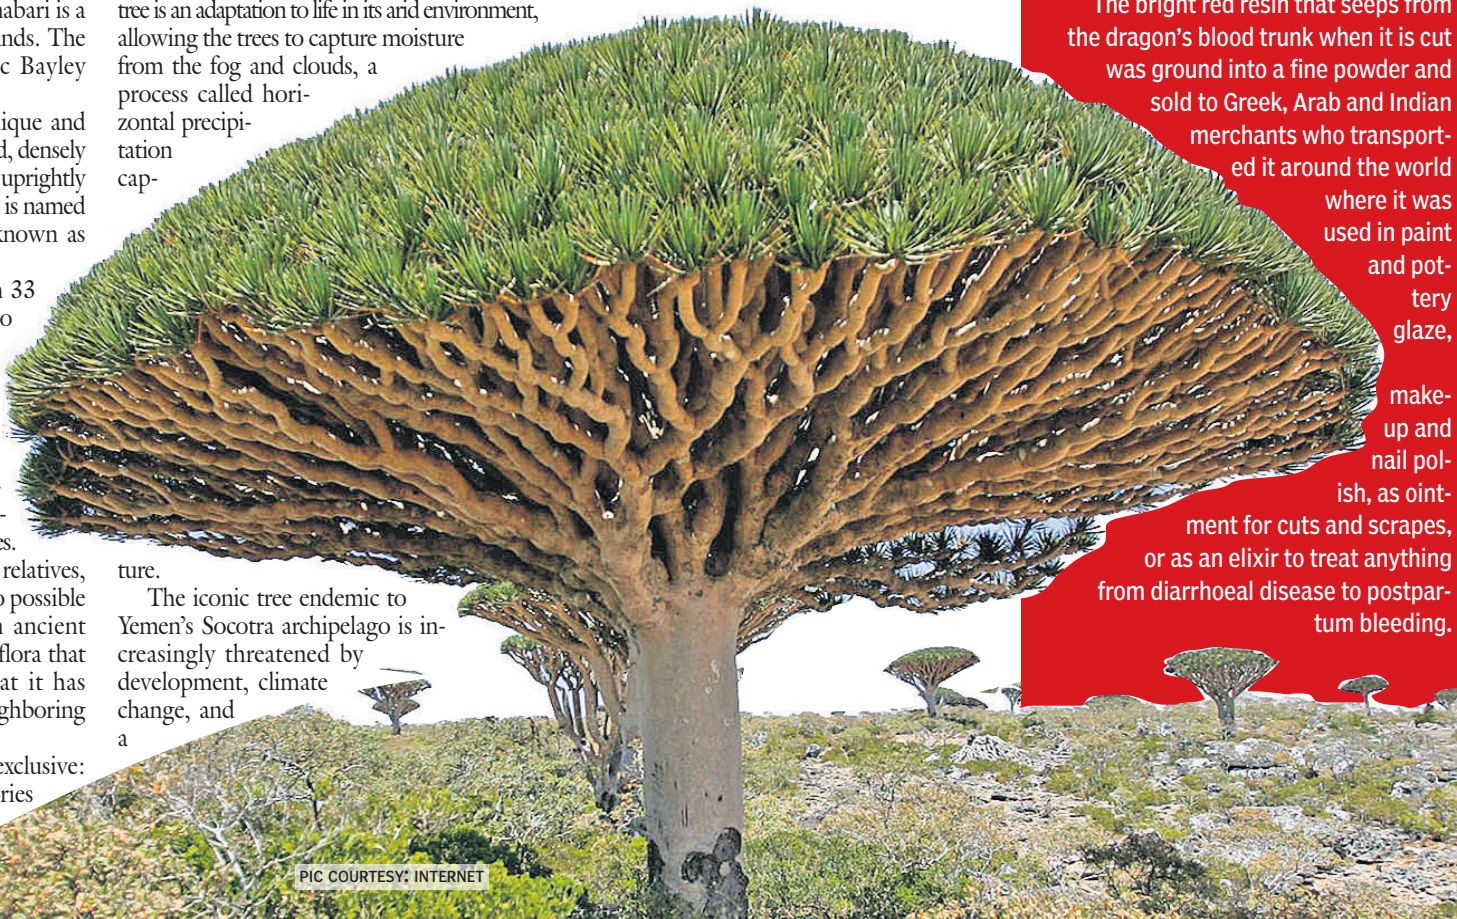 nabari is a
nds. The
c Bayley
ique and
d, densely
uprightly
is named
known as
33
o
es.
relatives,
o possible
ancient
flora that
at it has
ghboring
exclusive:
ries
tree is an adaptation to life in its arid environment,
allowing the trees to capture moisture
from the fog and clouds, a
process called hori-
zontal precipi-
tation
cap-
ture.
The iconic tree endemic to
Yemen's Socotra archipelago is in-
creasingly threatened by
development, climate
change, and
a
The bright red resin that seeps from
the dragon's blood trunk when it is cut
was ground into a fine powder and
sold to Greek, Arab and Indian
merchants who transport-
ed it around the world
where it was
used in paint
and pot-
tery
glaze,
make-
up and
nail pol-
ish, as oint-
ment for cuts and scrapes,
or as an elixir to treat anything
from diarrhoeal disease to postpar-
tum bleeding.
PIC COURTESY: INTERNET